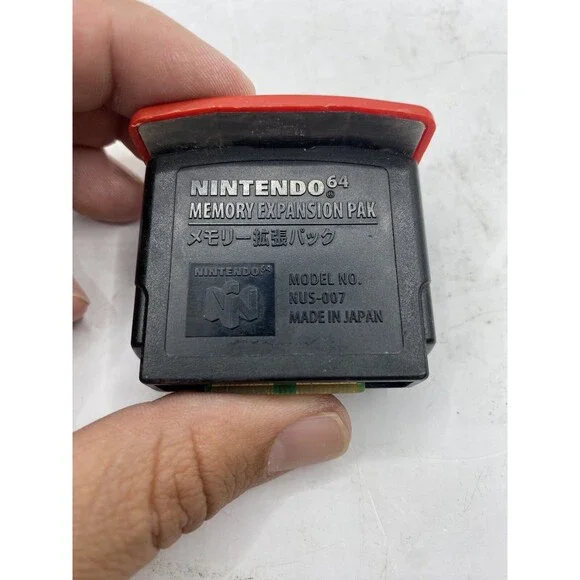 NINTENDO64®
MEMORY EXPANSION PAK
メモリー拡張パック
NINTENDO64
MODEL NO.
NUS-007
MADE IN JAPAN